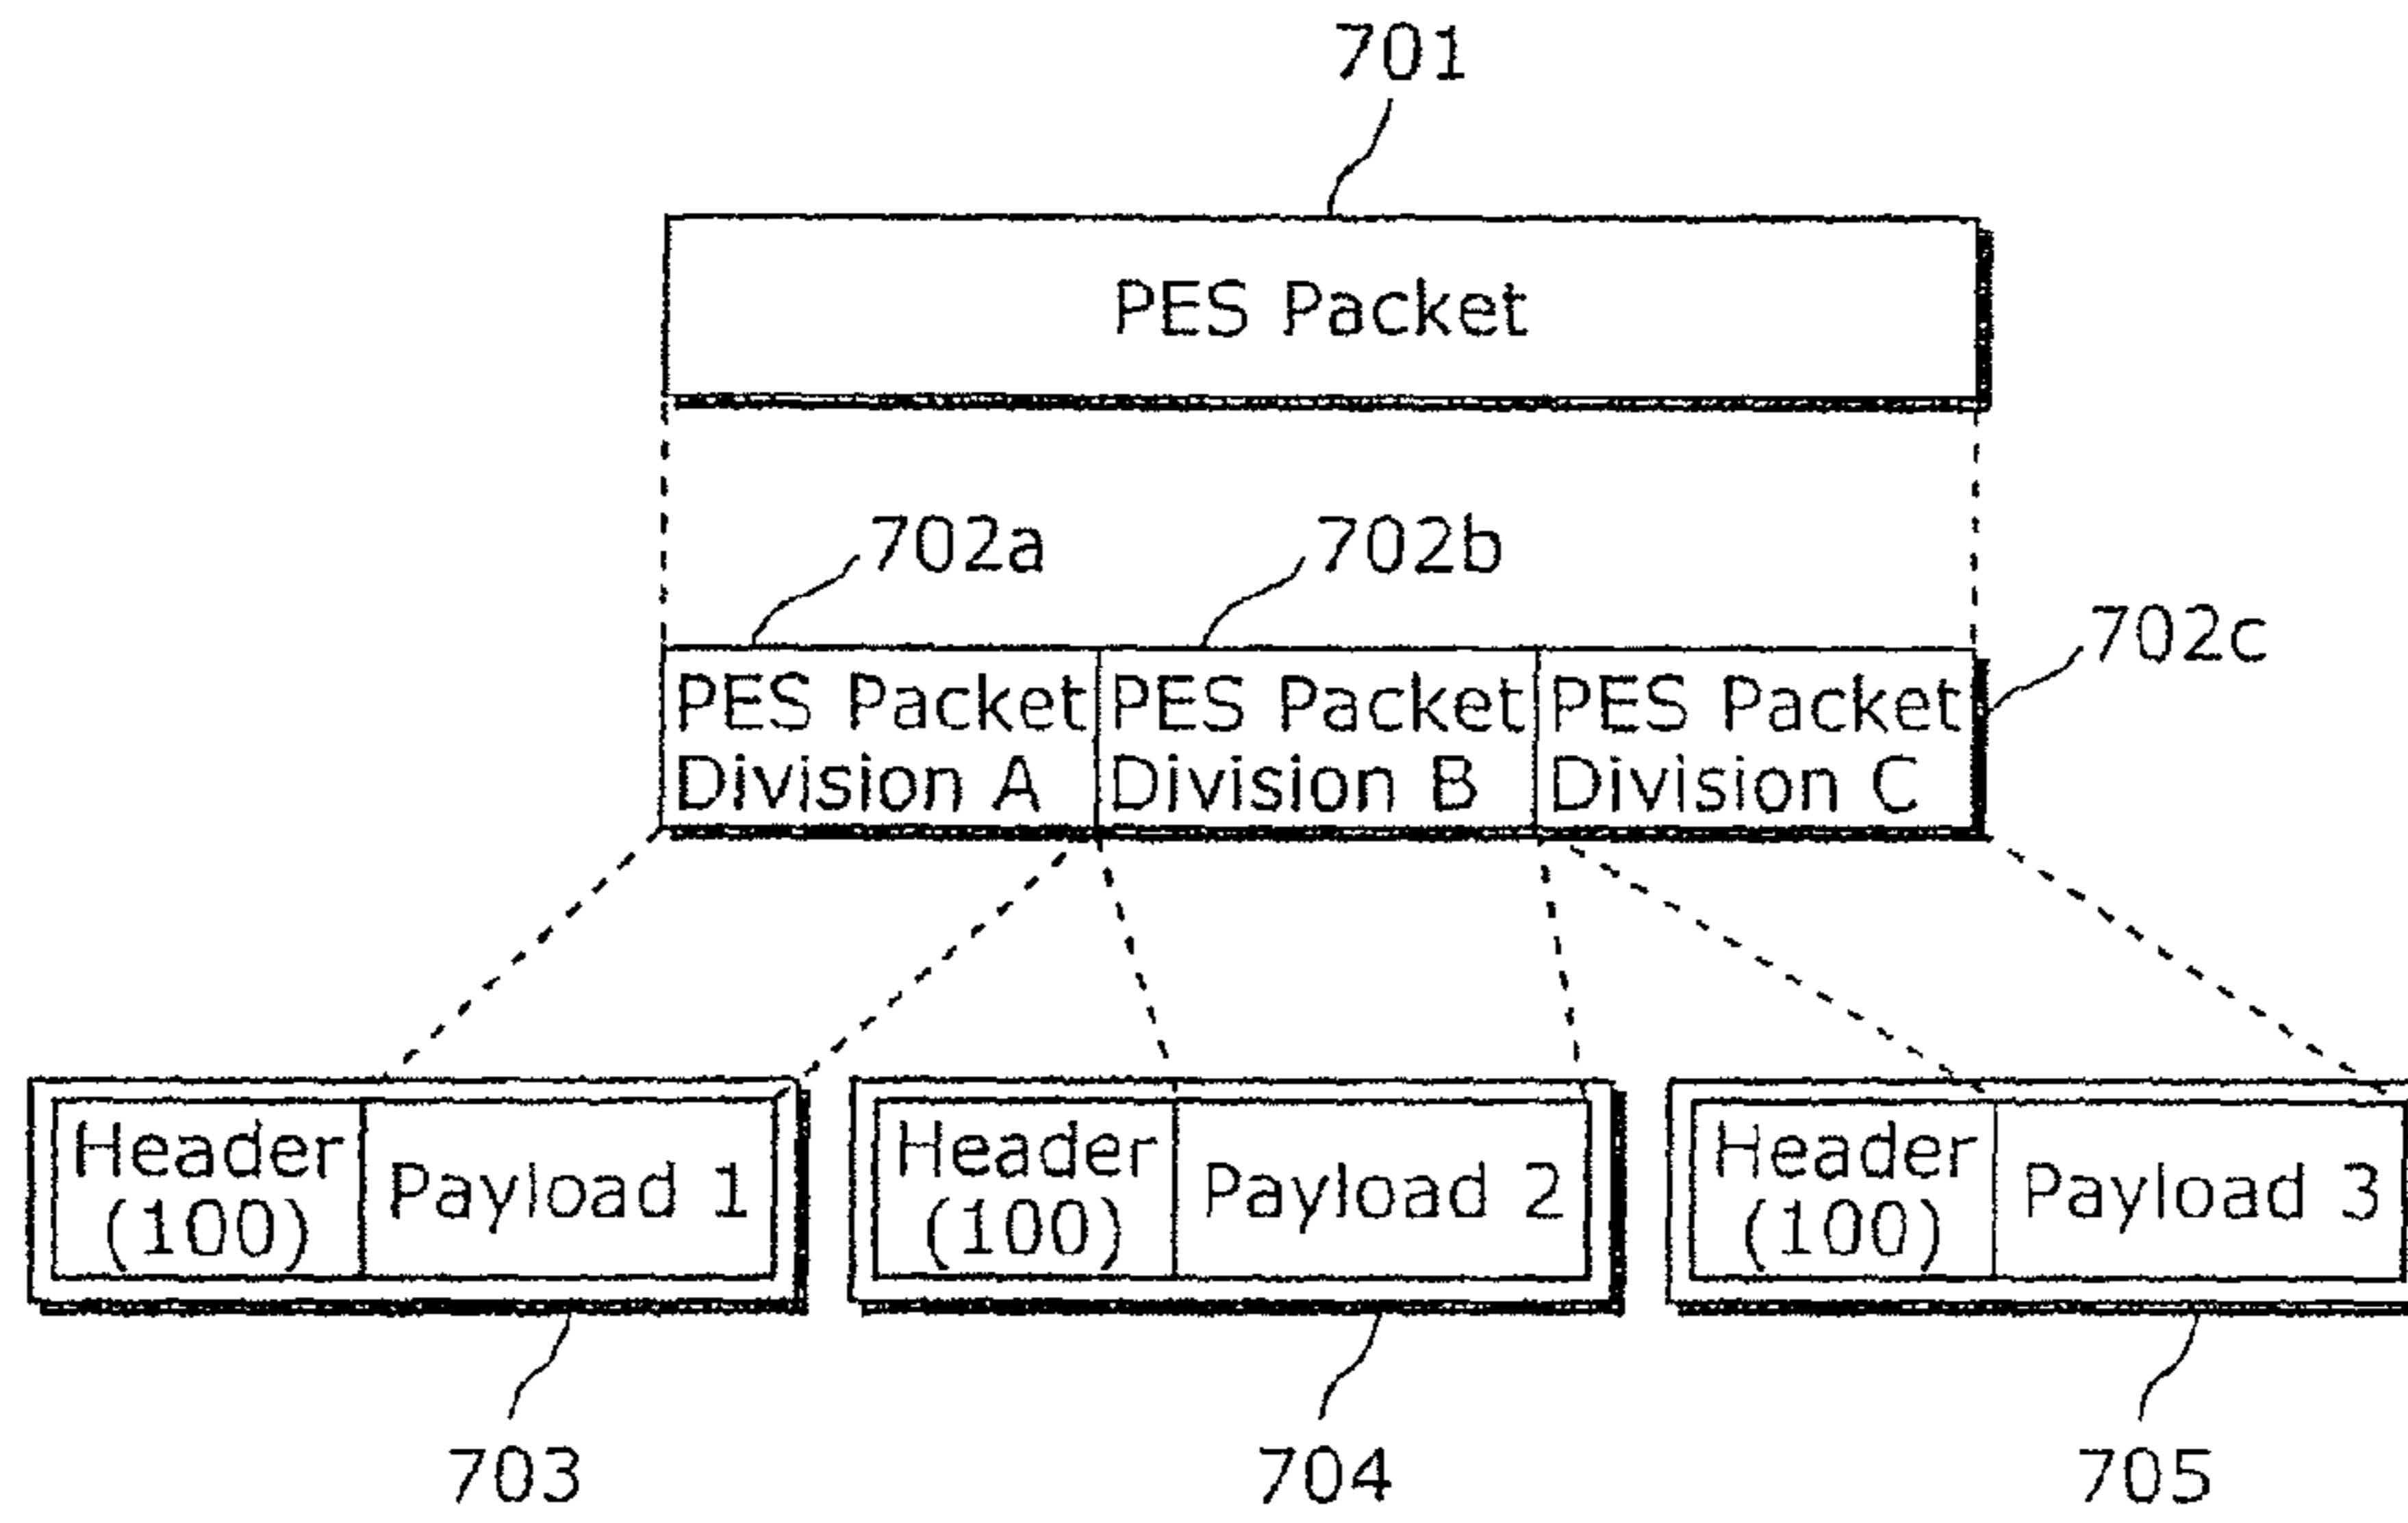 701
PES Packet
702a
702b
702c
PES Packet
Division A
PES Packet
Division B
PES Packet
Division C
Header
(100)
Payload 1
Header
(100)
Payload 2
Header
(100)
Payload 3
703
704
705